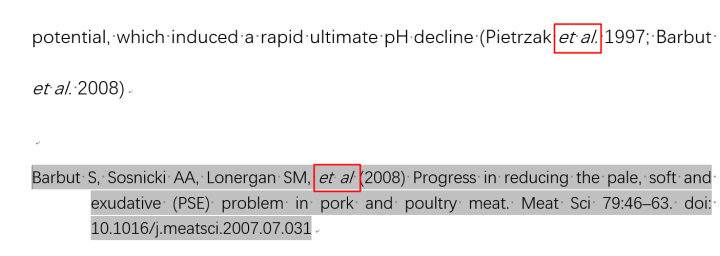 potential, which induced a rapid ultimate pH decline (Pietrzak et al. 1997; Barbut
et al. 2008)
Barbut S, Sosnicki AA, Lonergan SM, et al (2008) Progress in reducing the pale, soft and
exudative (PSE) problem in pork and poultry meat. Meat Sci 79:46–63. doi:
10.1016/j.meatsci.2007.07.031